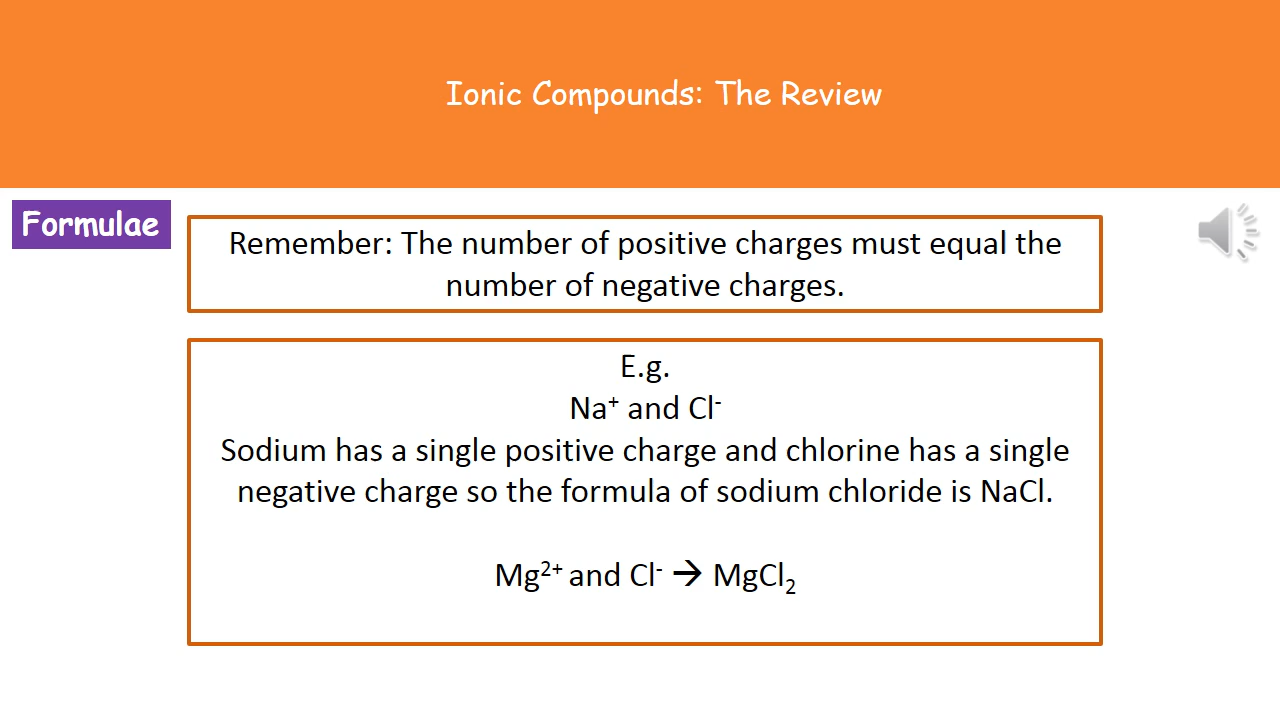 Ionic Compounds: The Review
Formulae
Remember: The number of positive charges must equal the
number of negative charges.
E.g.
Na⁺ and Cl⁻
Sodium has a single positive charge and chlorine has a single
negative charge so the formula of sodium chloride is NaCl.
Mg²⁺ and Cl⁻ → MgCl₂